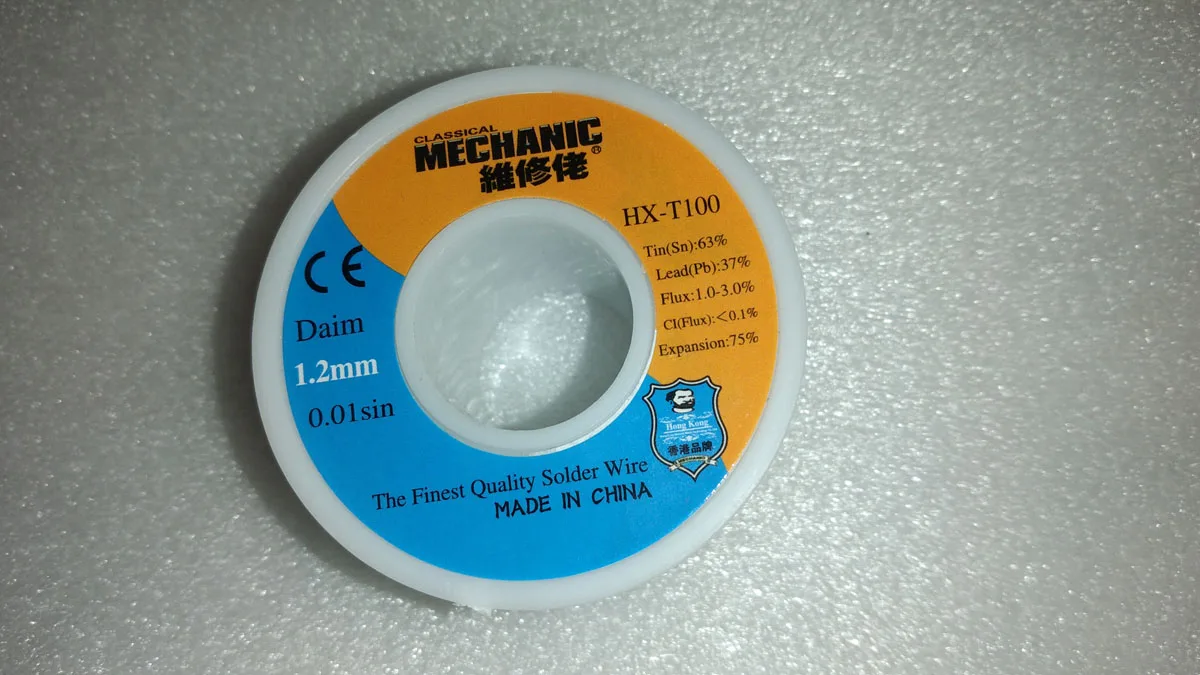 CLASSICAL
MECHANIC®
維修佬
HX-T100
Tin(Sn):63%
Lead(Pb):37%
Flux:1.0-3.0%
CI(Flux):<0.1%
Expansion:75%
CE
Daim
1.2mm
0.01sin
Hong Kong
香港品牌
The Finest Quality Solder Wire
MADE IN CHINA